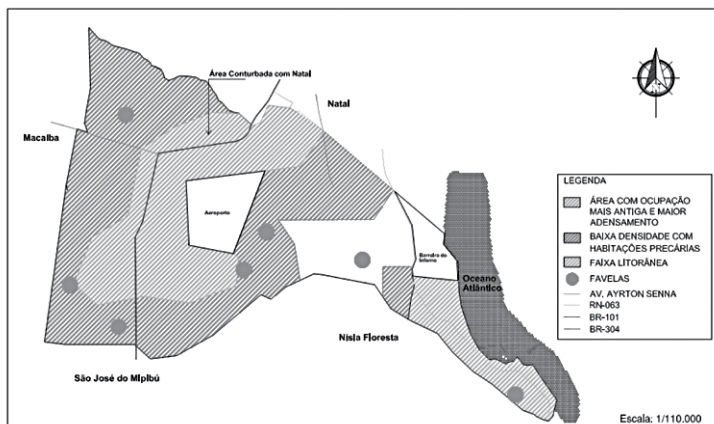 Área Conturbada com Natal
Natal
Macaíba
Aeroporto
Barreira do
Inferno
Oceano
Atlântico
Nísia Floresta
São José do Mipibú
LEGENDA
ÁREA COM OCUPAÇÃO
MAIS ANTIGA E MAIOR
ADENSAMENTO
BAIXA DENSIDADE COM
HABITAÇÕES PRECÁRIAS
FAIXA LITORÂNEA
FAVELAS
AV. AYRTON SENNA
RN-063
BR-101
BR-304
Escala: 1/110.000